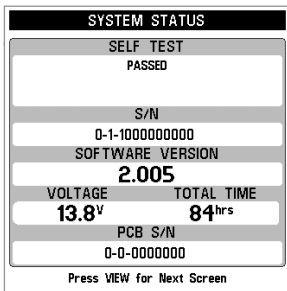 SYSTEM STATUS
SELF TEST
PASSED
S/N
0-1-1000000000
SOFTWARE VERSION
2.005
VOLTAGE TOTAL TIME
13.8V 84hrs
PCB S/N
0-0-0000000
Press VIEW for Next Screen